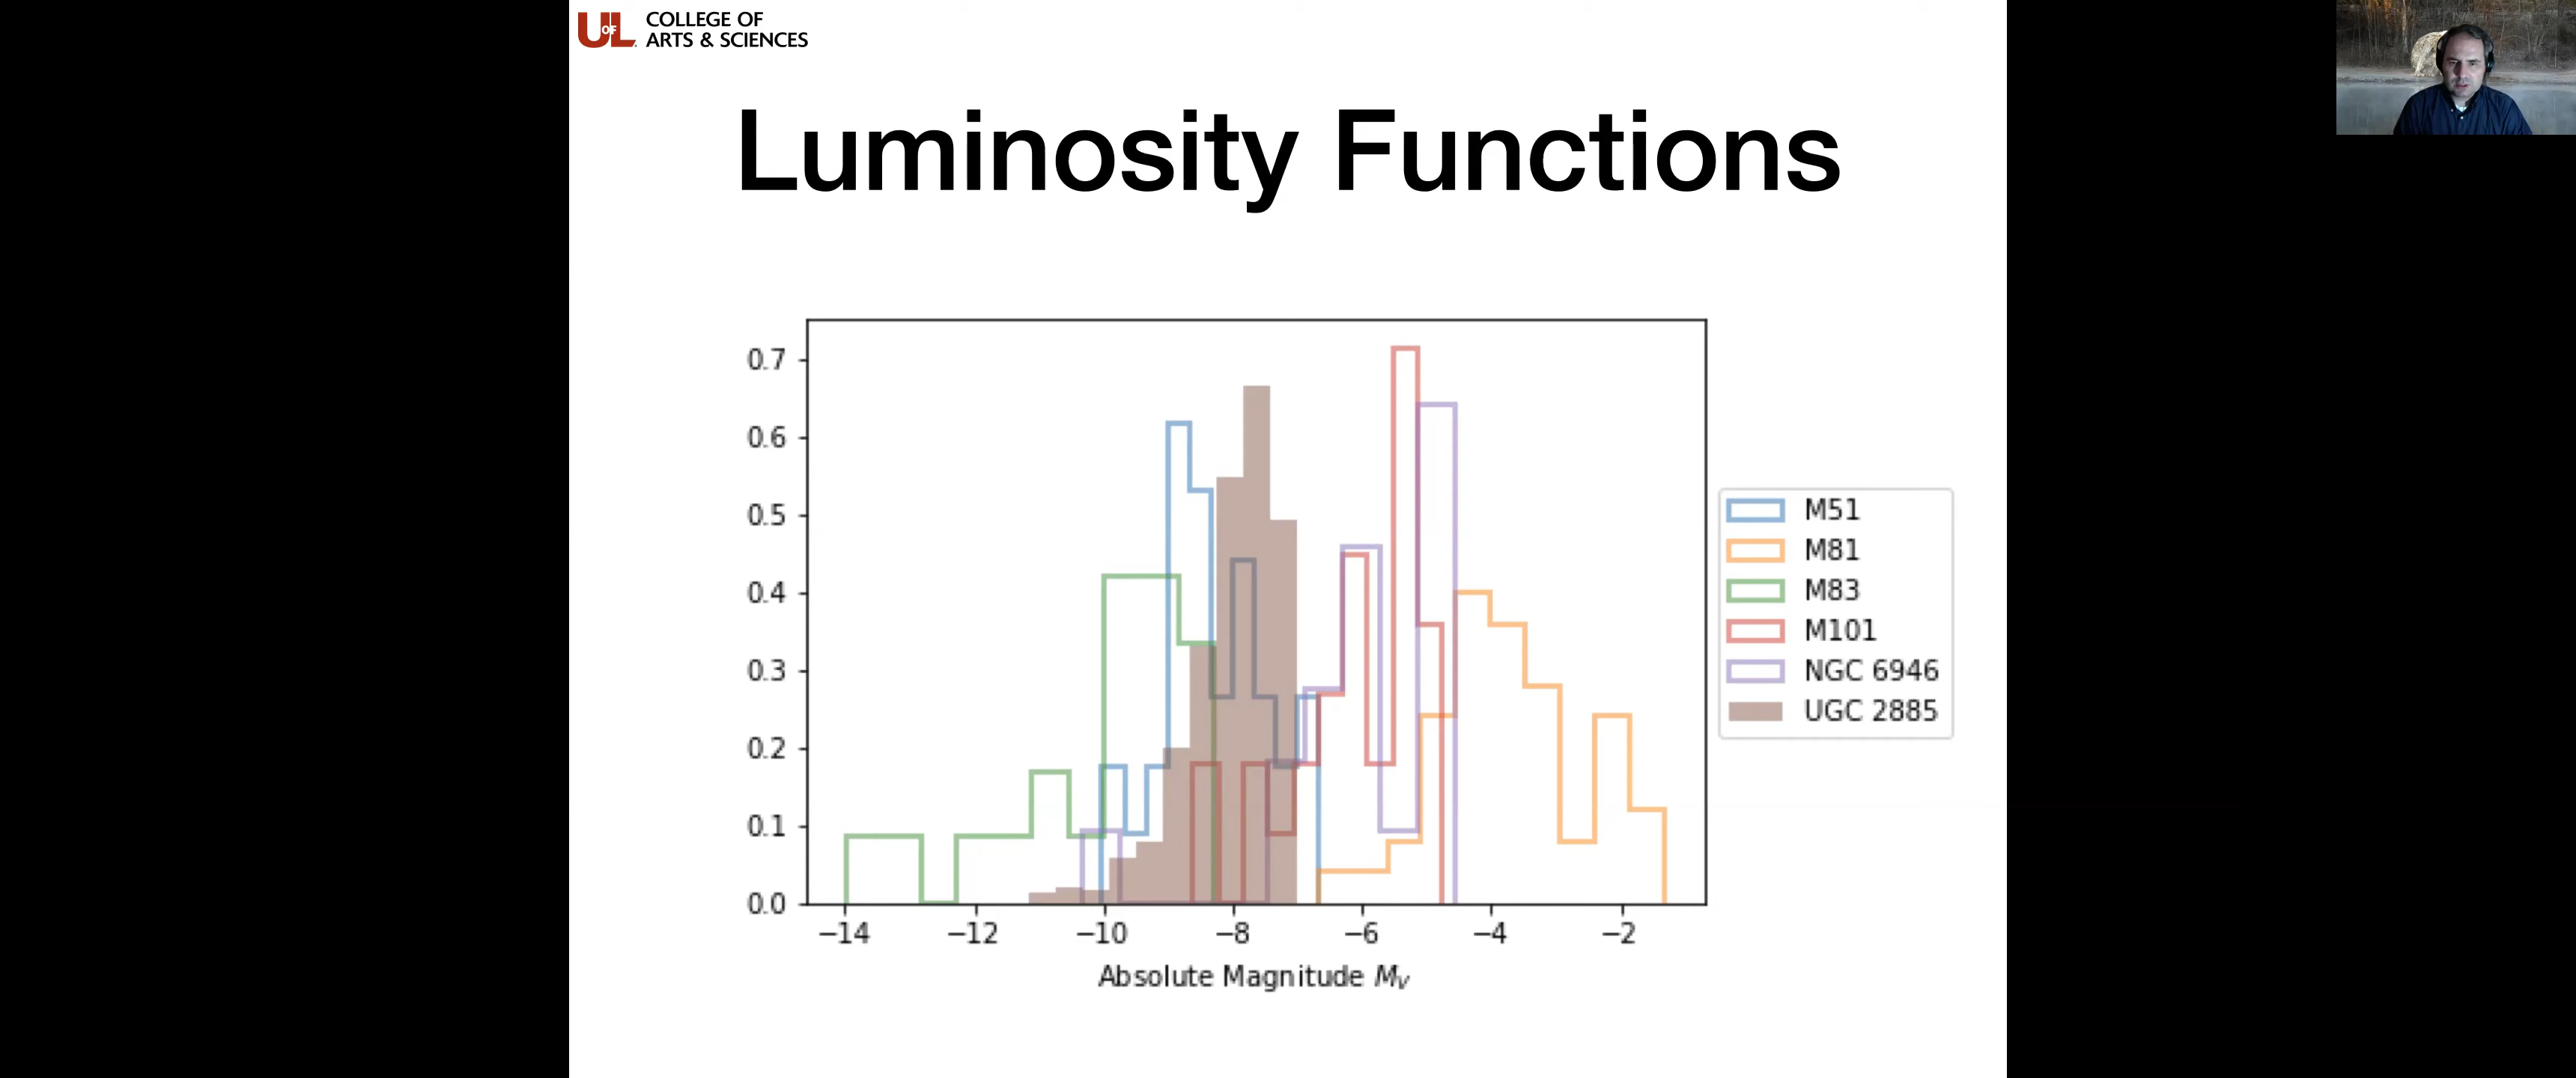 UofL COLLEGE OF
ARTS & SCIENCES
Luminosity Functions
0.7
0.6
0.5
0.4
0.3
0.2
0.1
0.0
−14 −12 −10 −8 −6 −4 −2
Absolute Magnitude MV
M51
M81
M83
M101
NGC 6946
UGC 2885